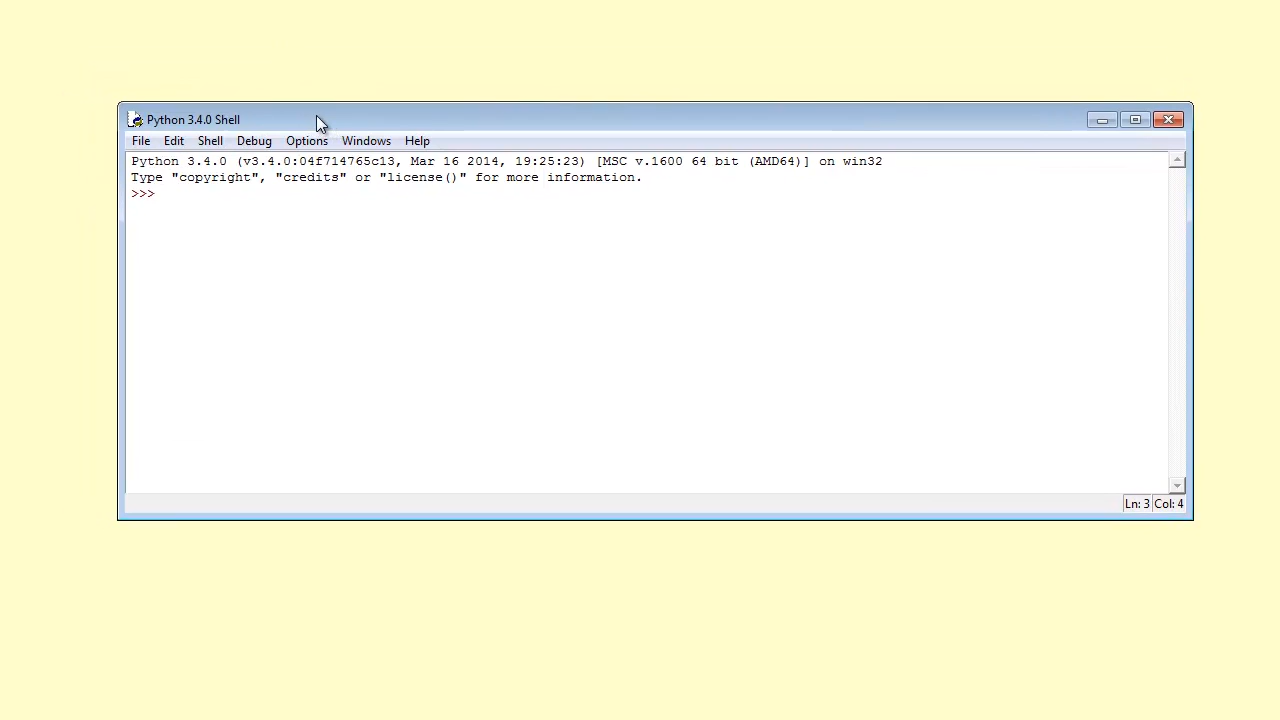 Python 3.4.0 Shell
File Edit Shell Debug Options Windows Help
Python 3.4.0 (v3.4.0:04f714765c13, Mar 16 2014, 19:25:23) [MSC v.1600 64 bit (AMD64)] on win32
Type "copyright", "credits" or "license()" for more information.
>>>
Ln: 3 Col: 4